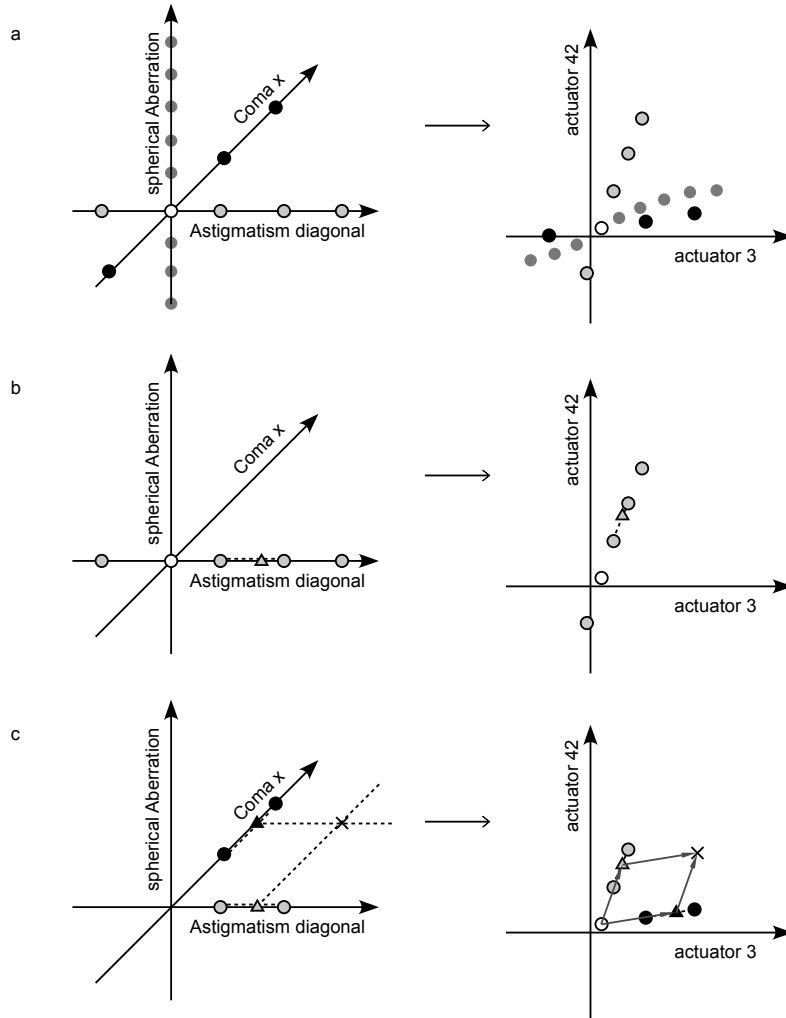 a
spherical Aberration
Coma x
Astigmatism diagonal
actuator 42
actuator 3
b
spherical Aberration
Coma x
Astigmatism diagonal
actuator 42
actuator 3
c
spherical Aberration
Coma x
Astigmatism diagonal
actuator 42
actuator 3